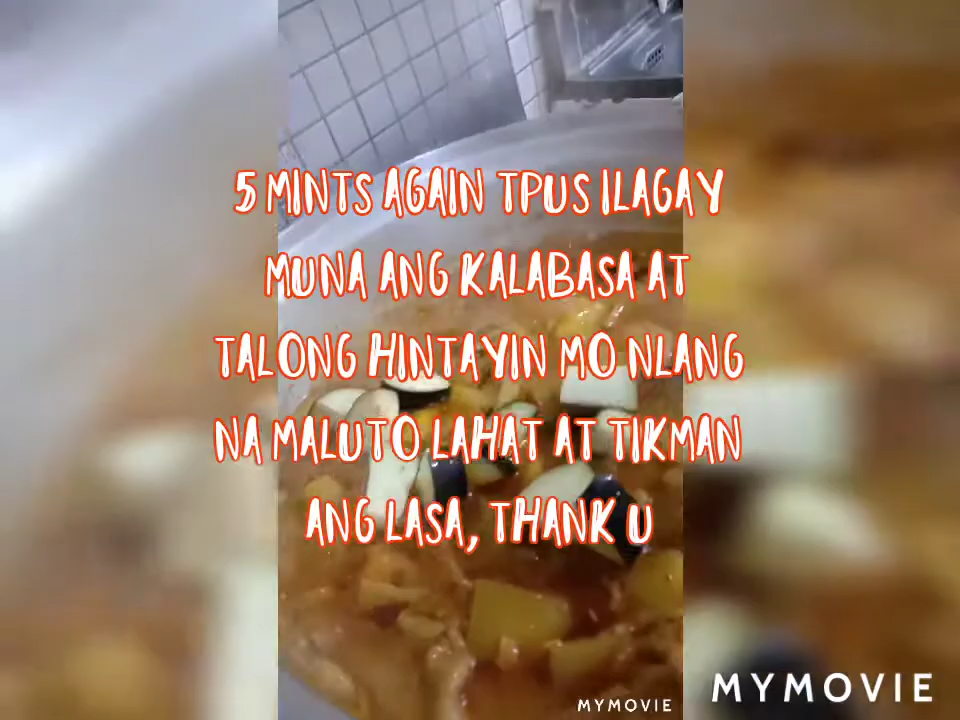 5 MINTS AGAIN TPUS ILAGAY
MUNA ANG KALABASA AT
TALONG HINTAYIN MO NLANG
NA MALUTO LAHAT AT TIKMAN
ANG LASA, THANK U
MYMOVIE
MYMOVIE